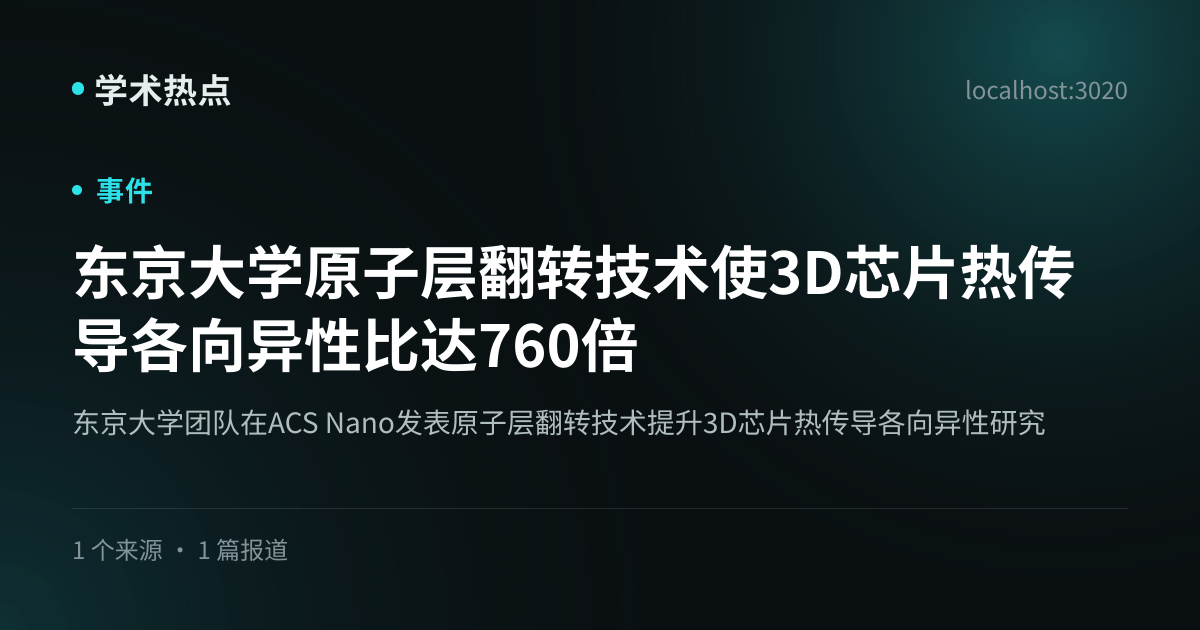 学术热点
localhost:3020
事件
东京大学原子层翻转技术使3D芯片热传
导各向异性比达760倍
东京大学团队在ACS Nano发表原子层翻转技术提升3D芯片热传导各向异性研究
1 个来源 · 1 篇报道